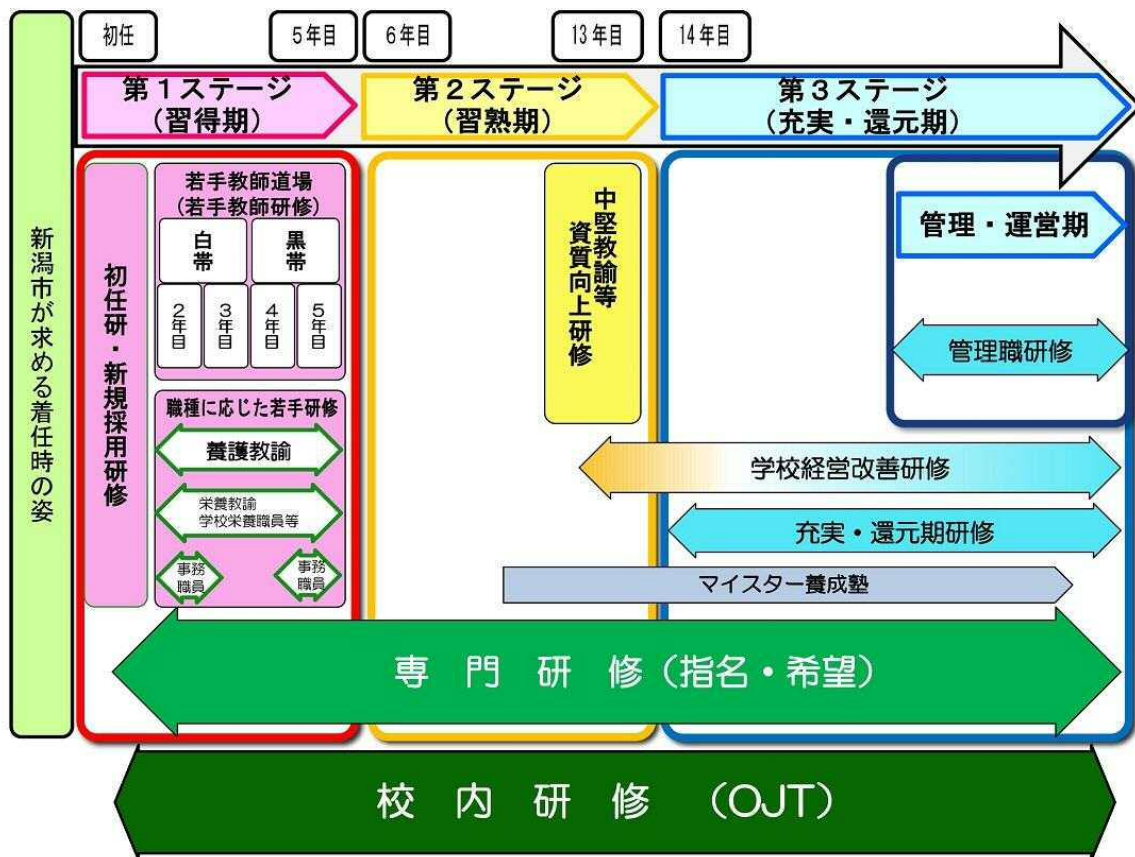 初任
5年目
6年目
13年目
14年目
第1ステージ
(習得期)
第2ステージ
(習熟期)
第3ステージ
(充実・還元期)
新潟市が求める着任時の姿
初任研・新規採用研修
若手教師道場
(若手教師研修)
白帯
黒帯
2年目
3年目
4年目
5年目
職種に応じた若手研修
養護教諭
栄養教諭
学校栄養職員等
事務
職員
事務
職員
中堅教諭等
資質向上研修
管理・運営期
管理職研修
学校経営改善研修
充実・還元期研修
マイスター養成塾
専門研修(指名・希望)
校内研修 (OJT)